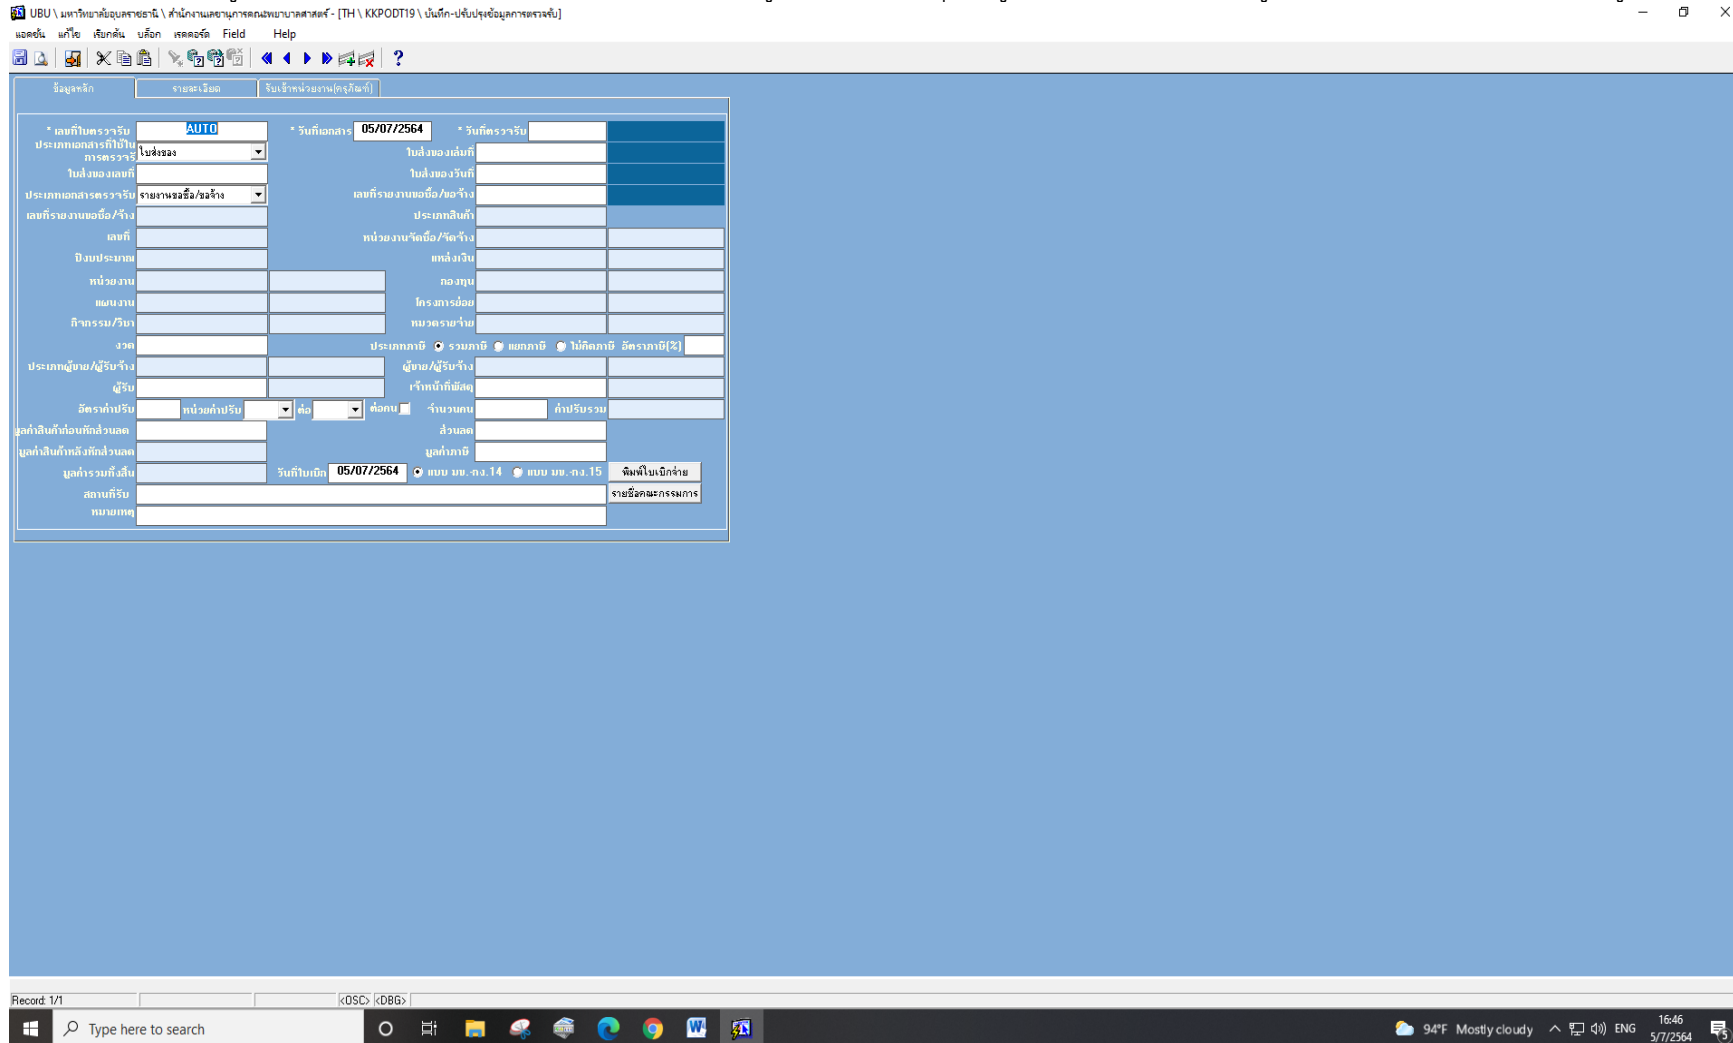 UBU \ มหาวิทยาลัยอุบลราชธานี \ สำนักงานเลขานุการคณะพยาบาลศาสตร์ - [TH \ KKPODT19 \ บันทึก-ปรับปรุงข้อมูลการตรวจรับ]
แอคชั่น แก้ไข เรียกค้น บล็อก เรคคอร์ด Field Help
ข้อมูลหลัก รายละเอียด รับเข้าหน่วยงาน(ครุภัณฑ์)
* เลขที่ใบตรวจรับ AUTO * วันที่เอกสาร 05/07/2564 * วันที่ตรวจรับ
ประเภทเอกสารที่ใช้ใน
การตรวจรั ใบส่งของ ใบส่งของเล่มที่
ใบส่งของเลขที่ ใบส่งของวันที่
ประเภทเอกสารตรวจรับ รายงานขอซื้อ/ขอจ้าง เลขที่รายงานขอซื้อ/ขอจ้าง
เลขที่รายงานขอซื้อ/จ้าง ประเภทสินค้า
เลขที่ หน่วยงานจัดซื้อ/จัดจ้าง
ปีงบประมาณ แหล่งเงิน
หน่วยงาน กองทุน
แผนงาน โครงการย่อย
กิจกรรม/วิชา หมวดรายจ่าย
งวด ประเภทภาษี รวมภาษี แยกภาษี ไม่คิดภาษี อัตราภาษี(%)
ประเภทผู้ขาย/ผู้รับจ้าง ผู้ขาย/ผู้รับจ้าง
ผู้รับ เจ้าหน้าที่พัสดุ
อัตราค่าปรับ หน่วยค่าปรับ ต่อ ต่อคน จำนวนคน ค่าปรับรวม
มูลค่าสินค้าก่อนหักส่วนลด ส่วนลด
มูลค่าสินค้าหลังหักส่วนลด มูลค่าภาษี
มูลค่ารวมทั้งสิ้น วันที่ใบเบิก 05/07/2564 แบบ มข.-กง.14 แบบ มข.-กง.15 พิมพ์ใบเบิกจ่าย
สถานที่รับ รายชื่อคณะกรรมการ
หมายเหตุ
Record: 1/1 <OSC> <DBG>
Type here to search 94°F Mostly cloudy ENG 16:46
5/7/2564